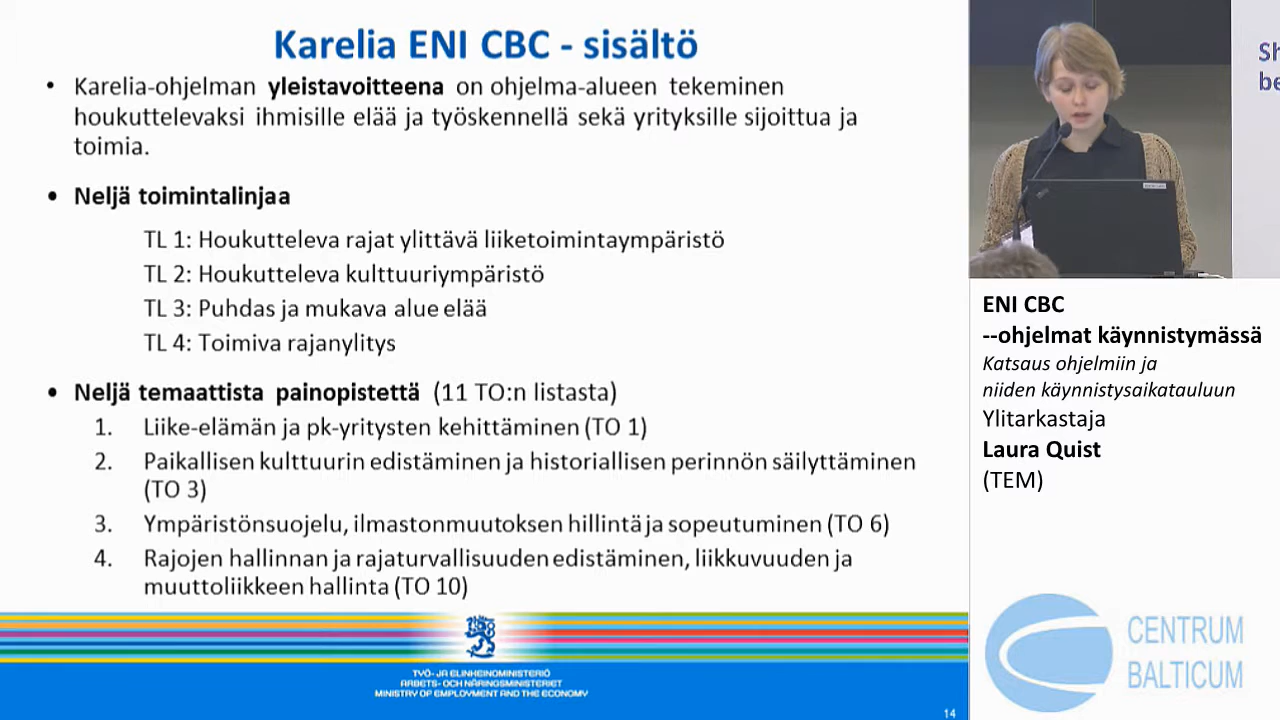 Karelia ENI CBC - sisältö
• Karelia-ohjelman yleistavoitteena on ohjelma-alueen tekeminen
houkuttelevaksi ihmisille elää ja työskennellä sekä yrityksille sijoittua ja
toimia.
• Neljä toimintalinjaa
TL 1: Houkutteleva rajat ylittävä liiketoimintaympäristö
TL 2: Houkutteleva kulttuuriympäristö
TL 3: Puhdas ja mukava alue elää
TL 4: Toimiva rajanylitys
• Neljä temaattista painopistettä (11 TO:n listasta)
1. Liike-elämän ja pk-yritysten kehittäminen (TO 1)
2. Paikallisen kulttuurin edistäminen ja historiallisen perinnön säilyttäminen
(TO 3)
3. Ympäristönsuojelu, ilmastonmuutoksen hillintä ja sopeutuminen (TO 6)
4. Rajojen hallinnan ja rajaturvallisuuden edistäminen, liikkuvuuden ja
muuttoliikkeen hallinta (TO 10)
TYÖ- JA ELINKEINOMINISTERIÖ
ARBETS- OCH NÄRINGSMINISTERIET
MINISTRY OF EMPLOYMENT AND THE ECONOMY
14
Sh
be
ENI CBC
--ohjelmat käynnistymässä
Katsaus ohjelmiin ja
niiden käynnistysaikatauluun
Ylitarkastaja
Laura Quist
(TEM)
CENTRUM
BALTICUM